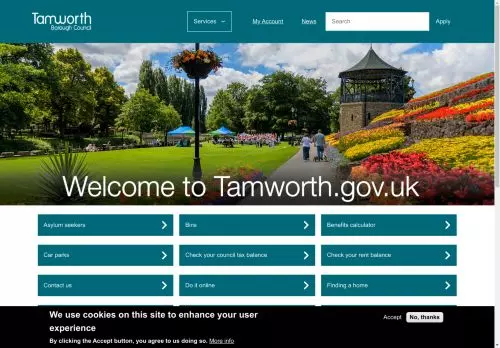 Tamworth
Borough Council
Services
My Account
News
Search
Apply
Welcome to Tamworth.gov.uk
Asylum seekers
Bins
Benefits calculator
Car parks
Check your council tax balance
Check your rent balance
Contact us
Do it online
Finding a home
We use cookies on this site to enhance your user
experience
By clicking the Accept button, you agree to us doing so. More info
Accept
No, thanks